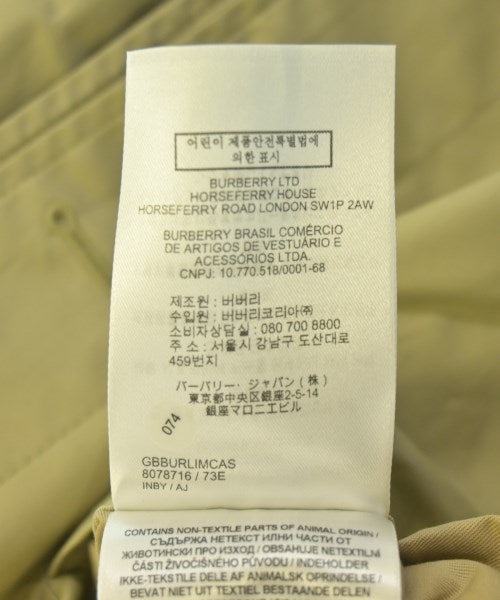 어린이 제품안전특별법에
의한 표시
BURBERRY LTD
HORSEFERRY HOUSE
HORSEFERRY ROAD LONDON SW1P 2AW
BURBERRY BRASIL COMÉRCIO
DE ARTIGOS DE VESTUÁRIO E
ACESSÓRIOS LTDA.
CNPJ: 10.770.518/0001-68
제조원 : 버버리
수입원 : 버버리코리아㈜
소비자상담실 : 080 700 8800
주 소 : 서울시 강남구 도산대로
459번지
バーバリー・ジャパン（株）
東京都中央区銀座2-5-14
銀座マロニエビル
074
GBBURLIMCAS
8078716 / 73E
INBY / AJ
CONTAINS NON-TEXTILE PARTS OF ANIMAL ORIGIN /
СЪДЪРЖА НЕТЕКСТ ИЛНИ ЧАСТИ ОТ
ЖИВОТИНСКИ ПРО ИЗХОД / OBSAHUJE NETEXTILNÍ
ČÁSTI ŽIVOČIŠNÉHO PŮVODU / INDEHOLDER
IKKE-TEKSTILE DELE AF ANIMALSK OPRINDELSE /
BEVAT NIET UIT TEXTIEL BESTAANDE DELEN